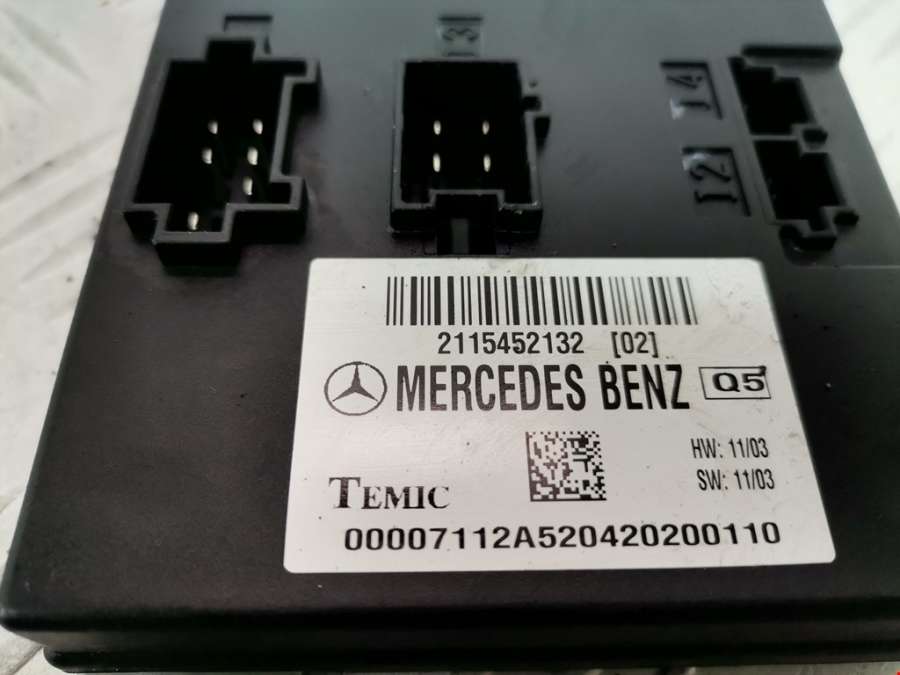 13
14
12
2115452132 [02]
MERCEDES BENZ Q5
HW: 11/03
SW: 11/03
TEMIC
00007112A520420200110